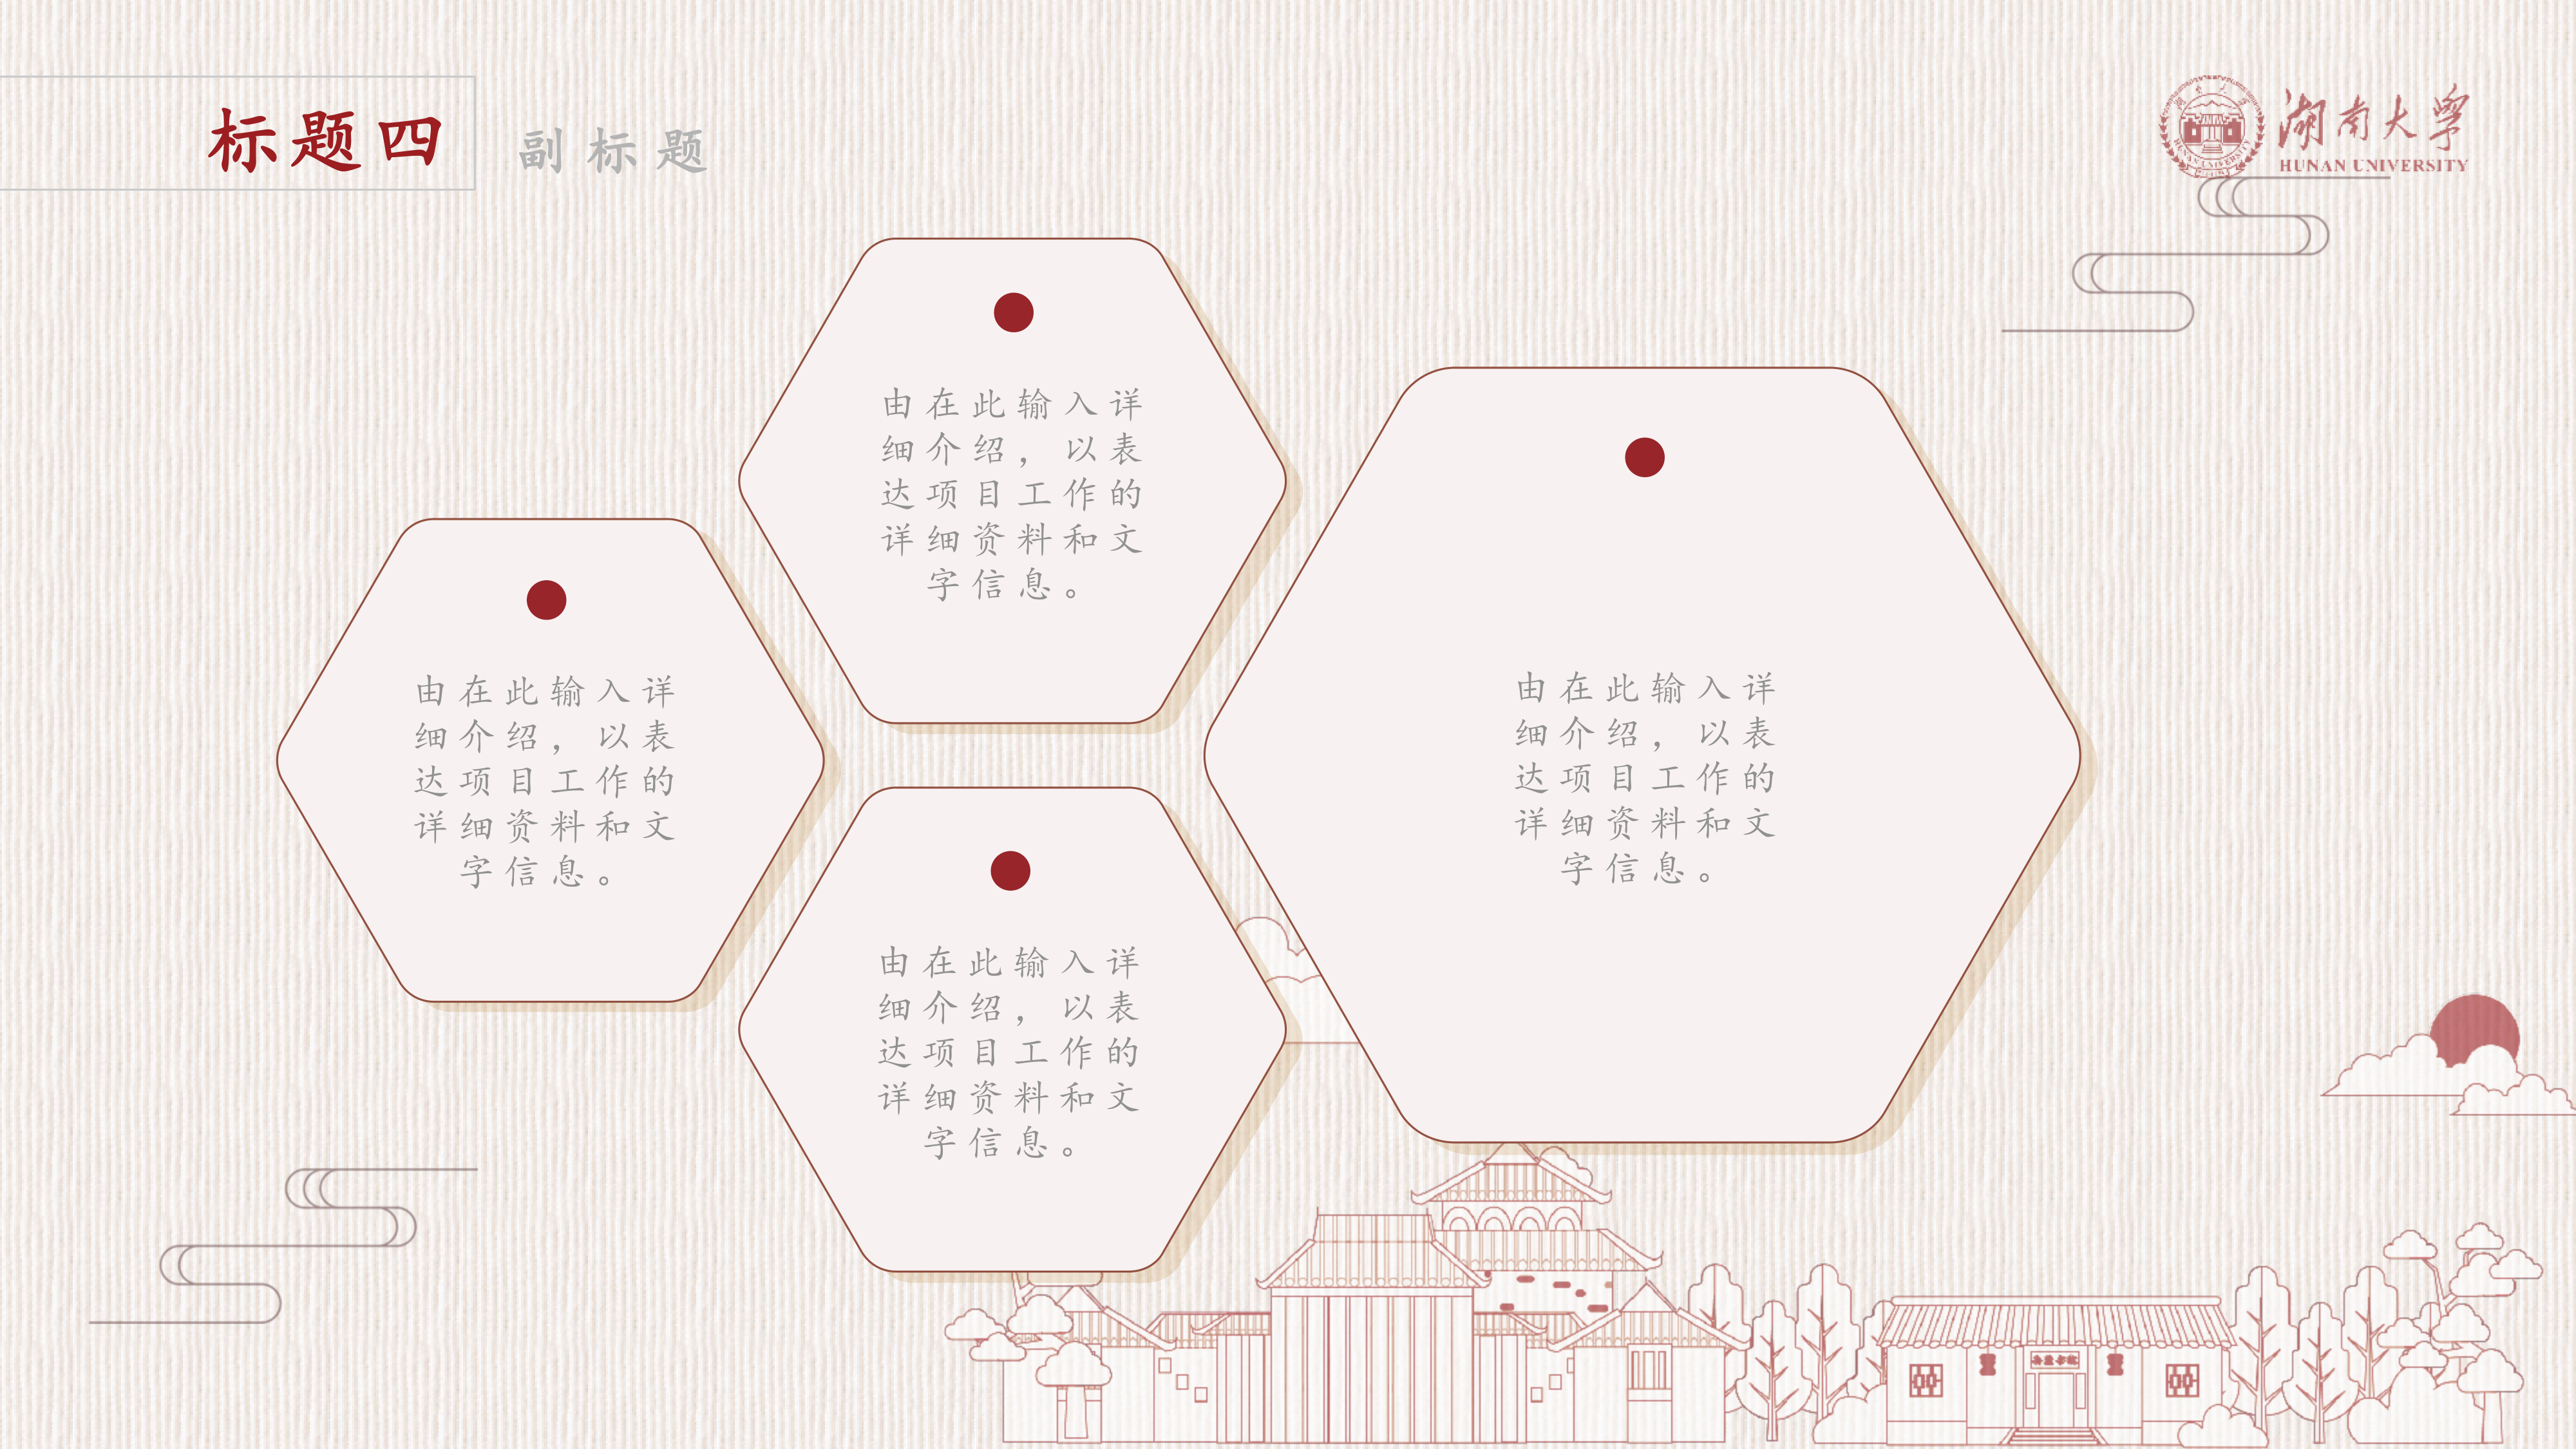 标题四
副标题
湖南大学
HUNAN UNIVERSITY
由在此输入详
细介绍，以表
达项目工作的
详细资料和文
字信息。
由在此输入详
细介绍，以表
达项目工作的
详细资料和文
字信息。
由在此输入详
细介绍，以表
达项目工作的
详细资料和文
字信息。
由在此输入详
细介绍，以表
达项目工作的
详细资料和文
字信息。